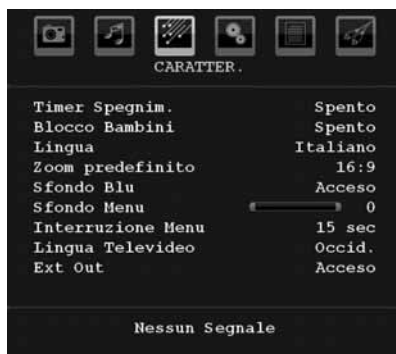 CARATTER.
Timer Spegnim. Spento
Blocco Bambini Spento
Lingua Italiano
Zoom predefinito 16:9
Sfondo Blu Acceso
Sfondo Menu 0
Interruzione Menu 15 sec
Lingua Televideo Occid.
Ext Out Acceso
Nessun Segnale